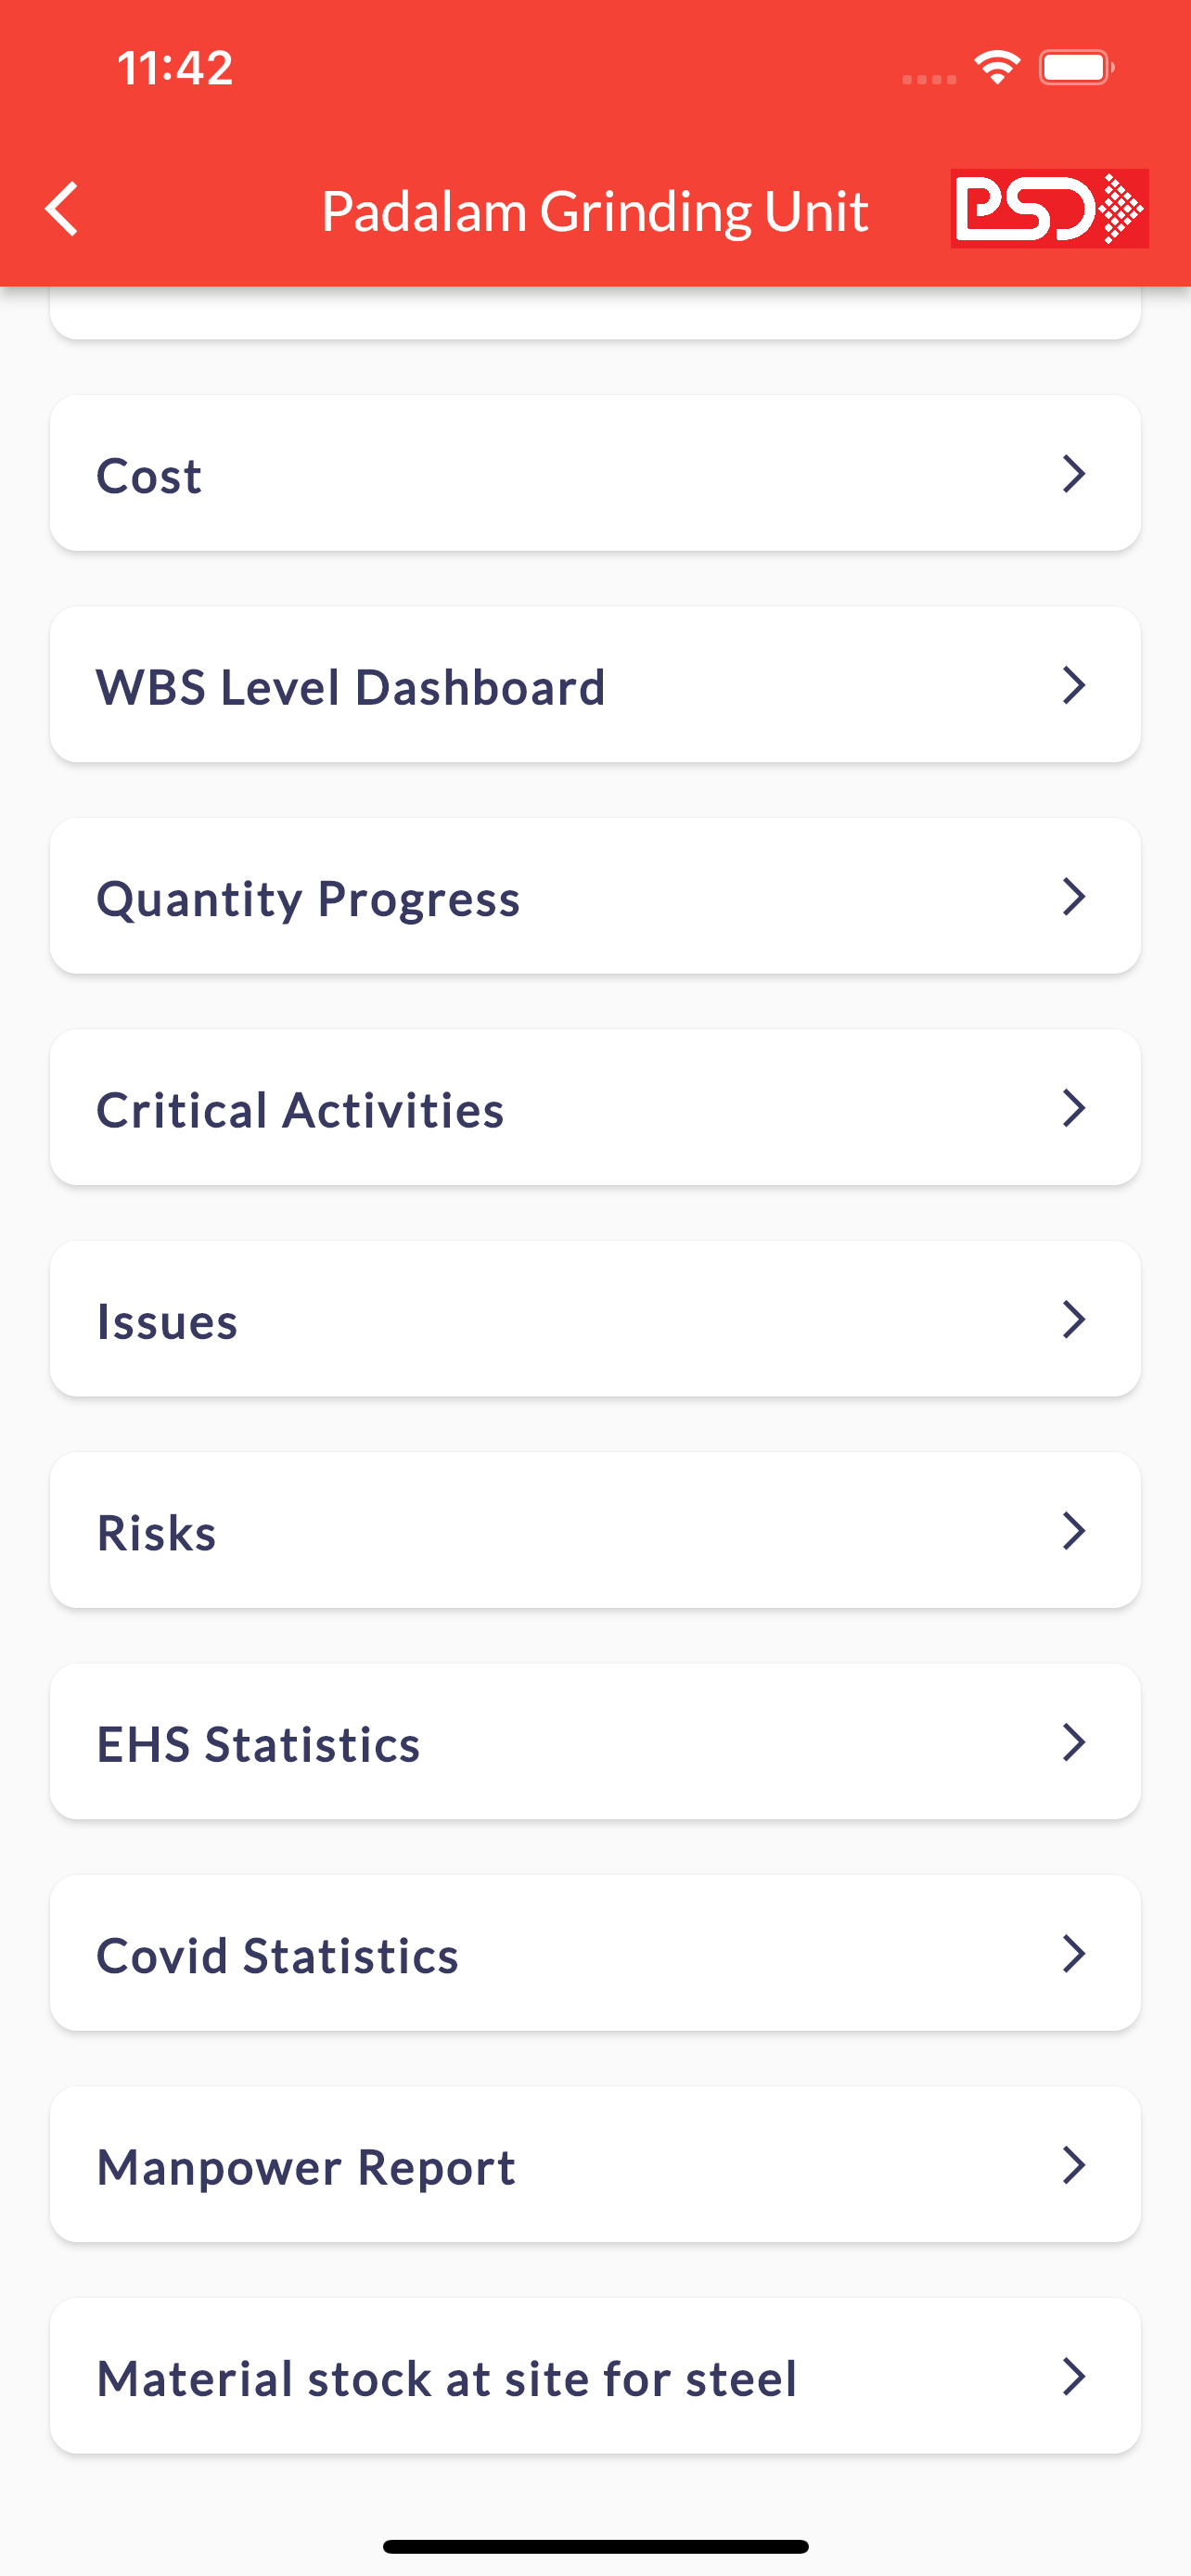 11:42
Padalam Grinding Unit
PSD
Cost
WBS Level Dashboard
Quantity Progress
Critical Activities
Issues
Risks
EHS Statistics
Covid Statistics
Manpower Report
Material stock at site for steel